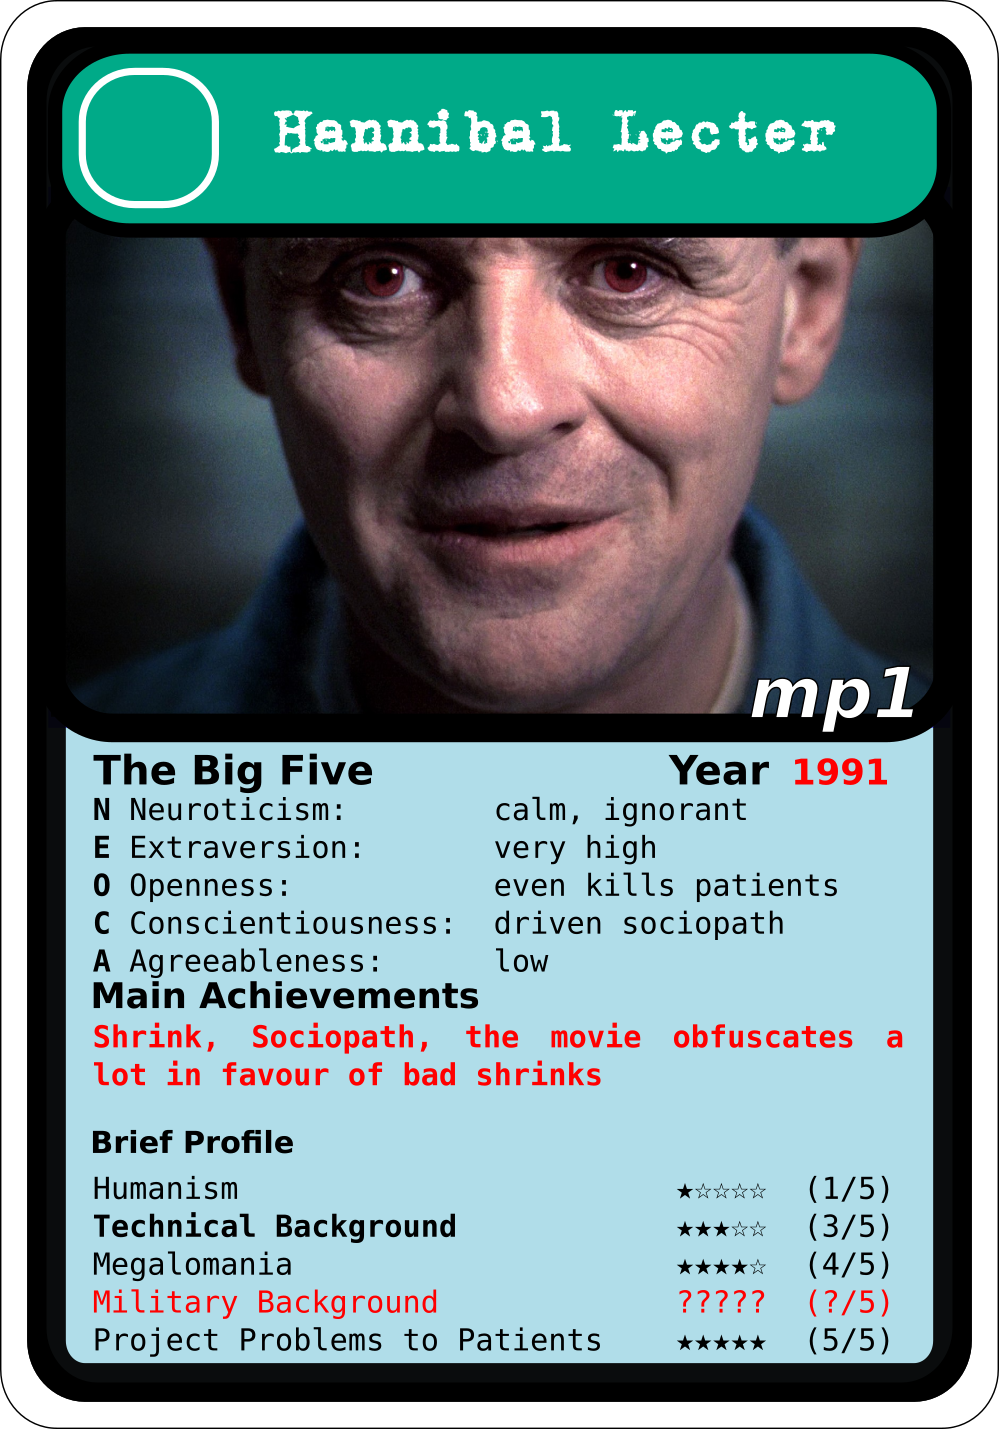 Hannibal Lecter
mp1
The Big Five Year 1991
N Neuroticism: calm, ignorant
E Extraversion: very high
O Openness: even kills patients
C Conscientiousness: driven sociopath
A Agreeableness: low
Main Achievements
Shrink, Sociopath, the movie obfuscates a
lot in favour of bad shrinks
Brief Profile
Humanism ★☆☆☆☆ (1/5)
Technical Background ★★★☆☆ (3/5)
Megalomania ★★★★☆ (4/5)
Military Background ????? (?/5)
Project Problems to Patients ★★★★★ (5/5)